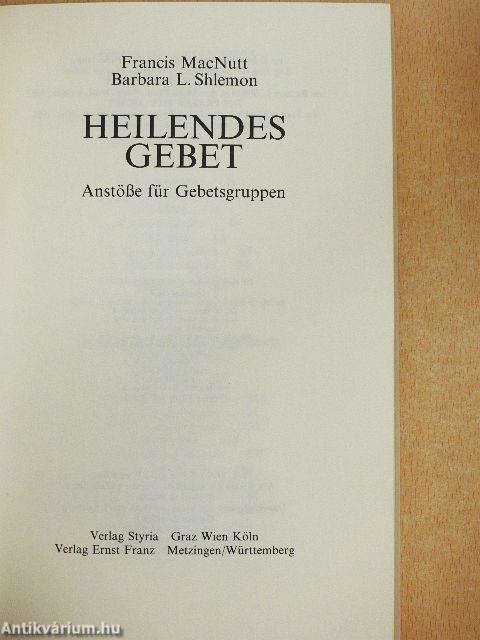 Francis MacNutt
Barbara L. Shlemon
HEILENDES
GEBET
Anstöße für Gebetsgruppen
Verlag Styria Graz Wien Köln
Verlag Ernst Franz Metzingen/Württemberg
Antikvárium.hu